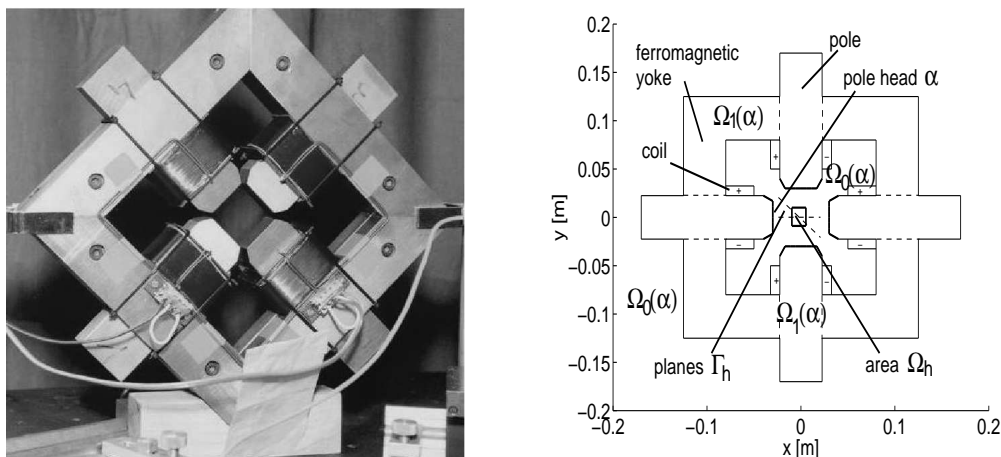 0.2
0.15
0.1
0.05
0
−0.05
−0.1
−0.15
−0.2
y [m]
−0.2
−0.1
0
0.1
0.2
x [m]
ferromagnetic
yoke
coil
pole
pole head α
Ω₁(α)
Ω₀(α)
Ω₀(α)
Ω₁(α)
planes Γₕ
area Ωₕ
+
−
+
−
+
−
+
−